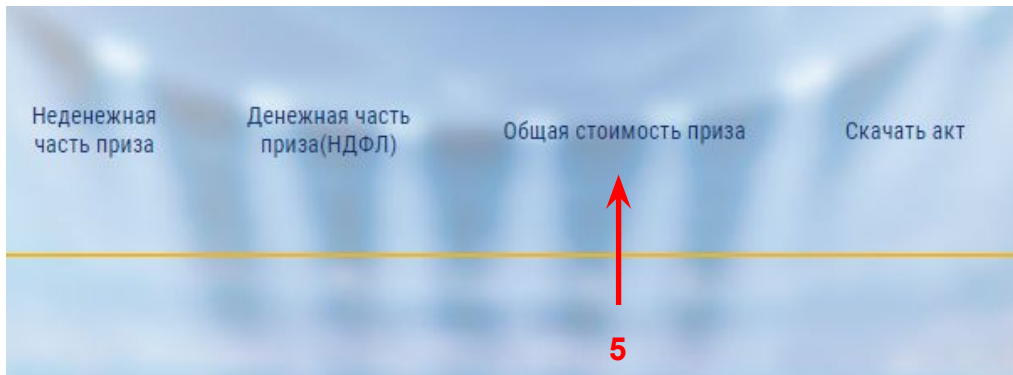 Неденежная
часть приза
Денежная часть
приза(НДФЛ)
Общая стоимость приза
Скачать акт
5